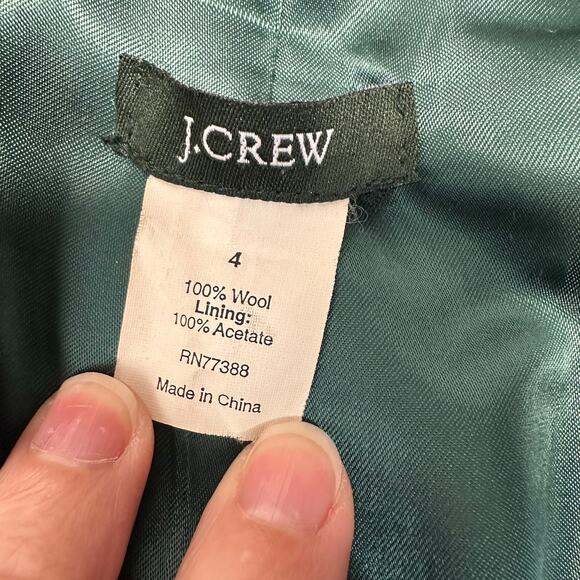 J.CREW
4
100% Wool
Lining:
100% Acetate
RN77388
Made in China